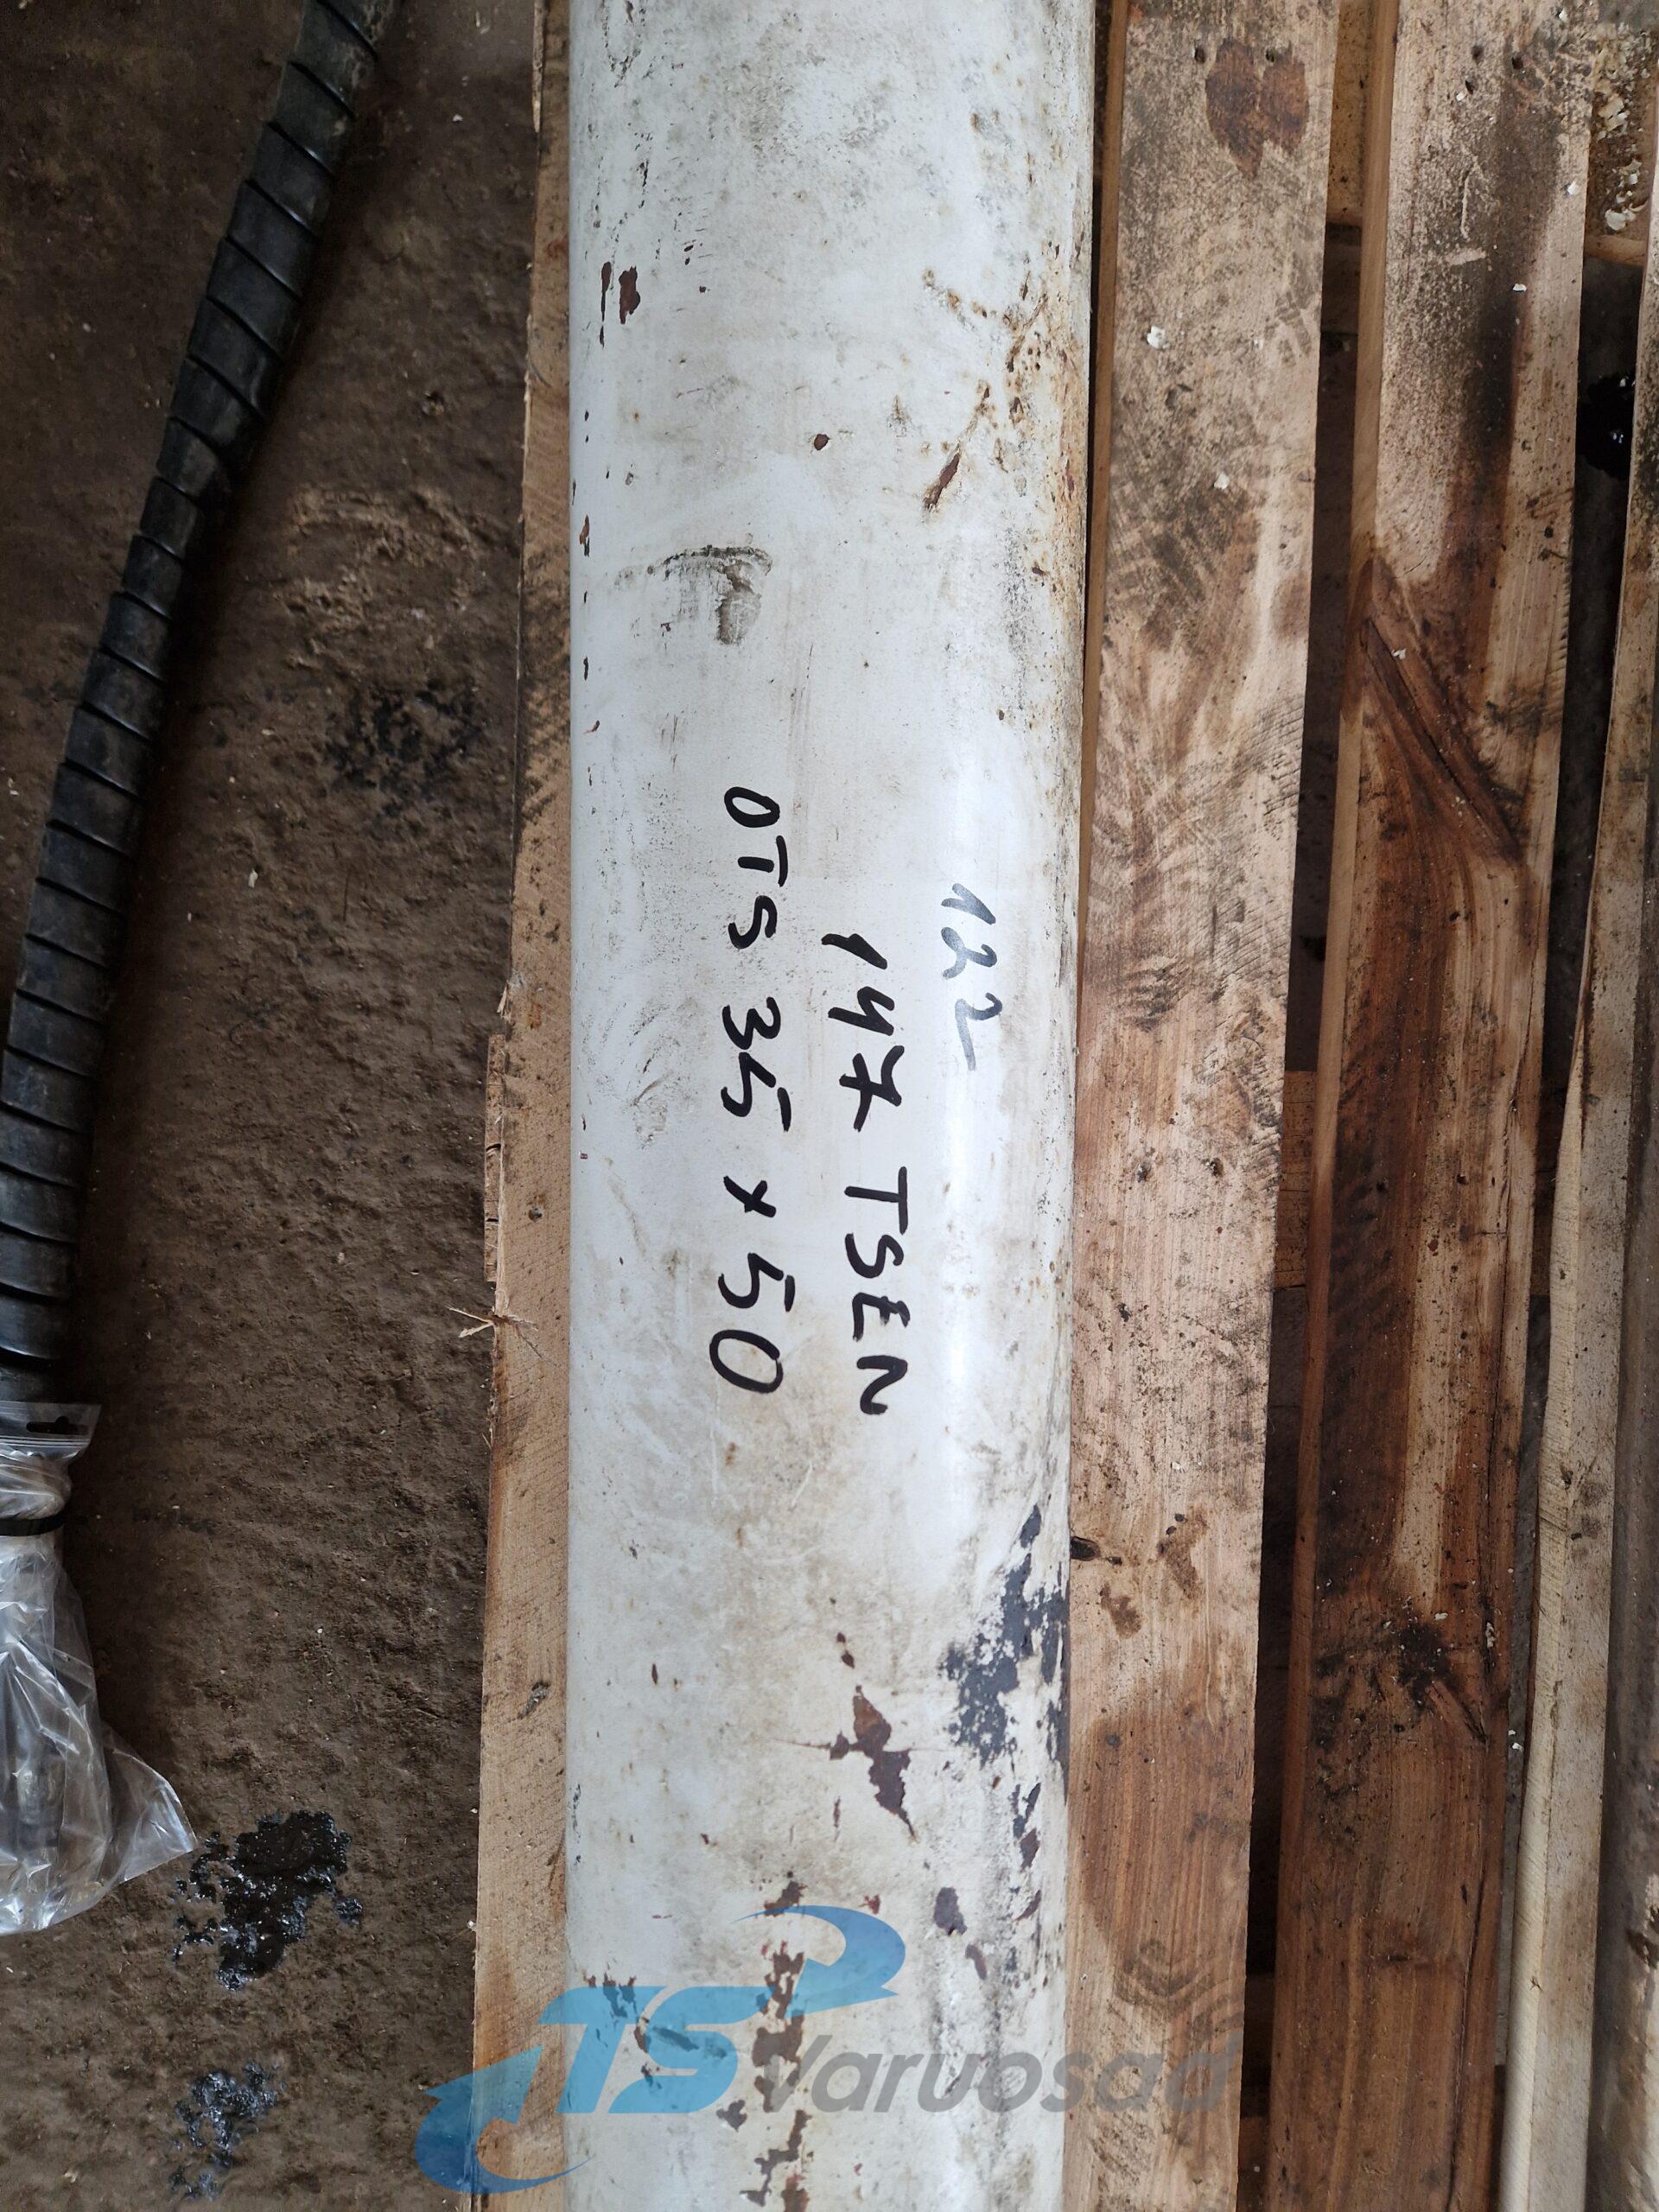 122
147 TSEN
OTS 35 x 50
TS Varuosad